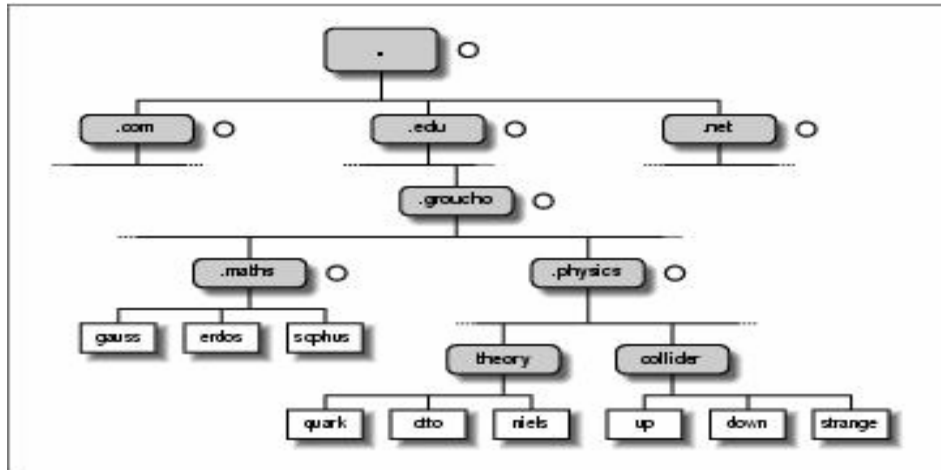 .
.com .edu .net
.groucho
.maths .physics
gauss erdos sophus
theory collider
quark otto niels up down strange